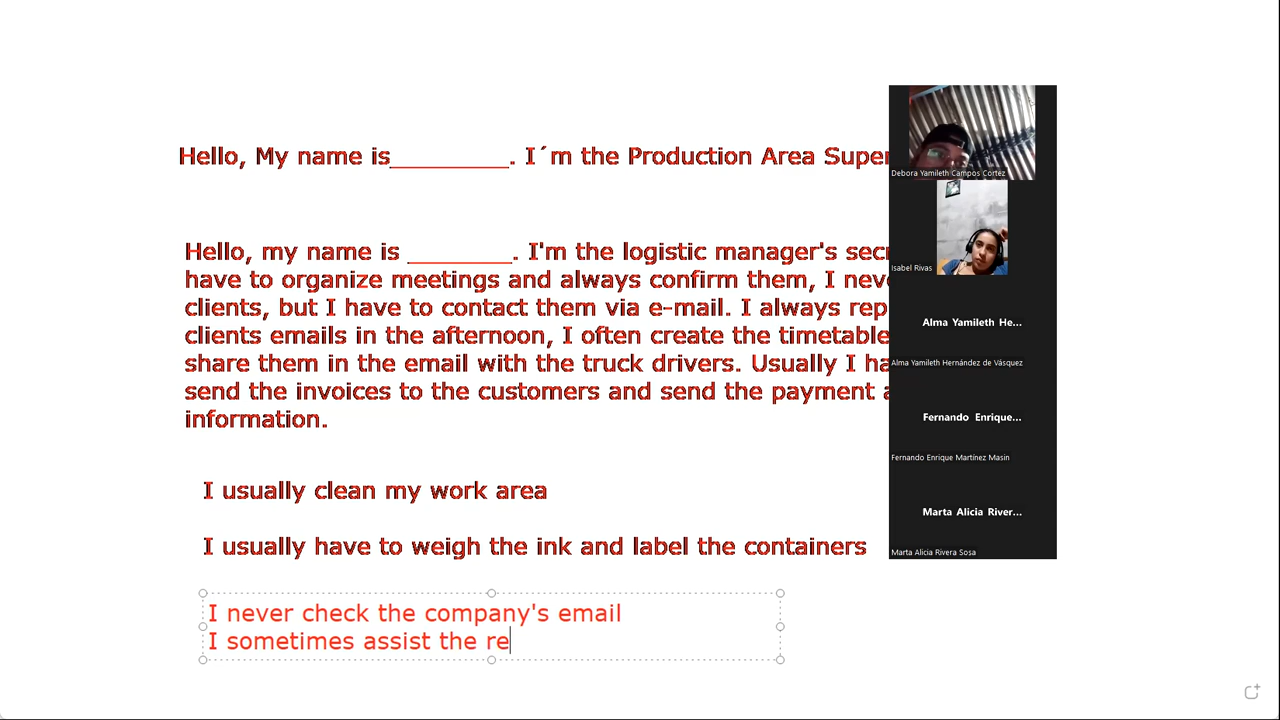 Hello, My name is_________. I´m the Production Area Super
Hello, my name is ________. I'm the logistic manager's secr
have to organize meetings and always confirm them, I neve
clients, but I have to contact them via e-mail. I always rep
clients emails in the afternoon, I often create the timetable
share them in the email with the truck drivers. Usually I ha
send the invoices to the customers and send the payment a
information.
I usually clean my work area
I usually have to weigh the ink and label the containers
I never check the company's email
I sometimes assist the re
Debora Yamileth Campos Cortez
Isabel Rivas
Alma Yamileth He...
Alma Yamileth Hernández de Vásquez
Fernando Enrique...
Fernando Enrique Martínez Masin
Marta Alicia River...
Marta Alicia Rivera Sosa